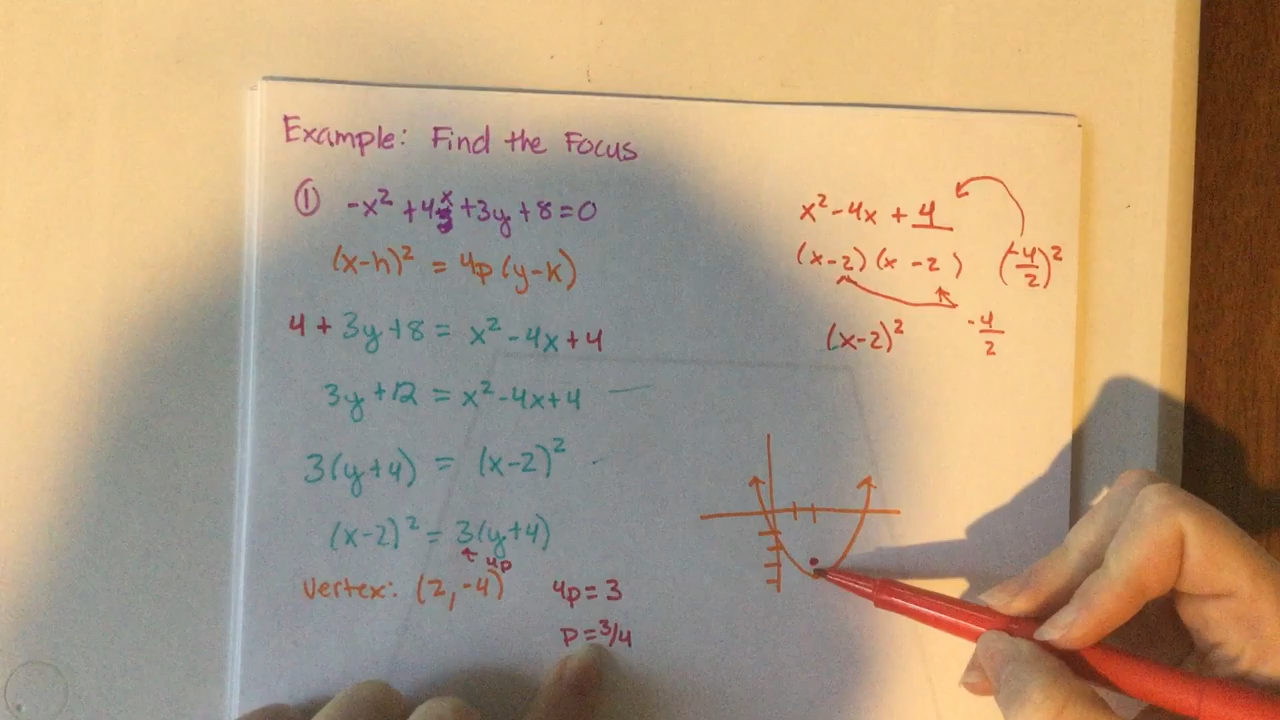 Example: Find the Focus
① -x² + 4x + 3y + 8 = 0
(x-h)² = 4p(y-k)
4 + 3y + 8 = x² - 4x + 4
3y + 12 = x² - 4x + 4
3(y+4) = (x-2)²
(x-2)² = 3(y+4)
4p
Vertex: (2, -4)
4p = 3
p = 3/4
x² - 4x + 4
(x-2)(x-2)
(-4/2)²
(x-2)²
-4/2